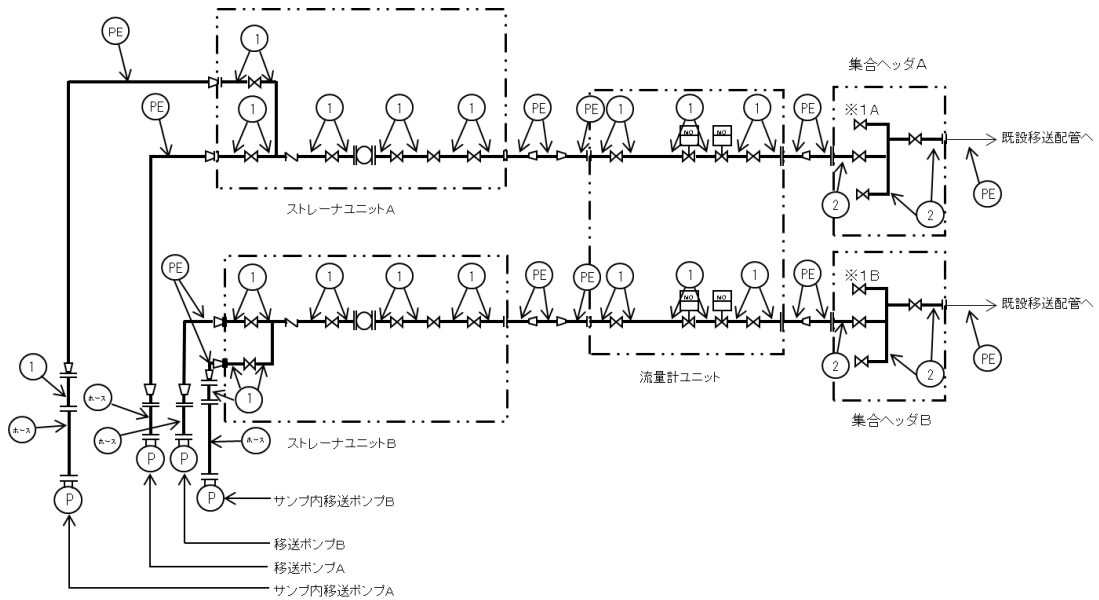 PE
1
集合ヘッダA
PE
1
1
1
1
PE
PE
1
1
1
PE
※1A
NO
NO
既設移送配管へ
PE
2
2
ストレーナユニットA
PE
1
1
1
1
PE
PE
1
1
1
PE
※1B
NO
NO
既設移送配管へ
PE
2
2
1
1
流量計ユニット
ホース
ホース
ホース
ホース
集合ヘッダB
ストレーナユニットB
P
P
P
P
サンプ内移送ポンプB
移送ポンプB
移送ポンプA
サンプ内移送ポンプA